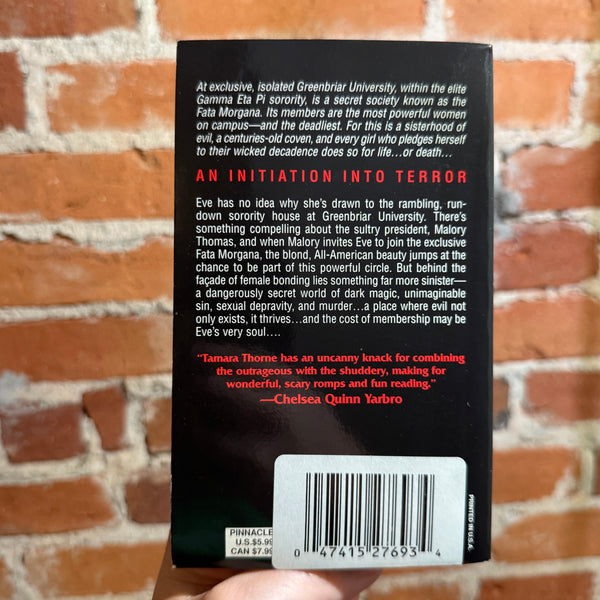 At exclusive, isolated Greenbriar University, within the elite
Gamma Eta Pi sorority, is a secret society known as the
Fata Morgana. Its members are the most powerful women
on campus—and the deadliest. For this is a sisterhood of
evil, a centuries-old coven, and every girl who pledges herself
to their wicked decadence does so for life...or death...
AN INITIATION INTO TERROR
Eve has no idea why she's drawn to the rambling, run-
down sorority house at Greenbriar University. There's
something compelling about the sultry president, Malory
Thomas, and when Malory invites Eve to join the exclusive
Fata Morgana, the blond, All-American beauty jumps at the
chance to be part of this powerful circle. But behind the
façade of female bonding lies something far more sinister—
a dangerously secret world of dark magic, unimaginable
sin, sexual depravity, and murder...a place where evil not
only exists, it thrives...and the cost of membership may be
Eve's very soul....
"Tamara Thorne has an uncanny knack for combining
the outrageous with the shuddery, making for
wonderful, scary romps and fun reading."
—Chelsea Quinn Yarbro
PINNACLE
U.S.$5.99
CAN $7.99
0 47415 27693 4
PRINTED IN U.S.A.